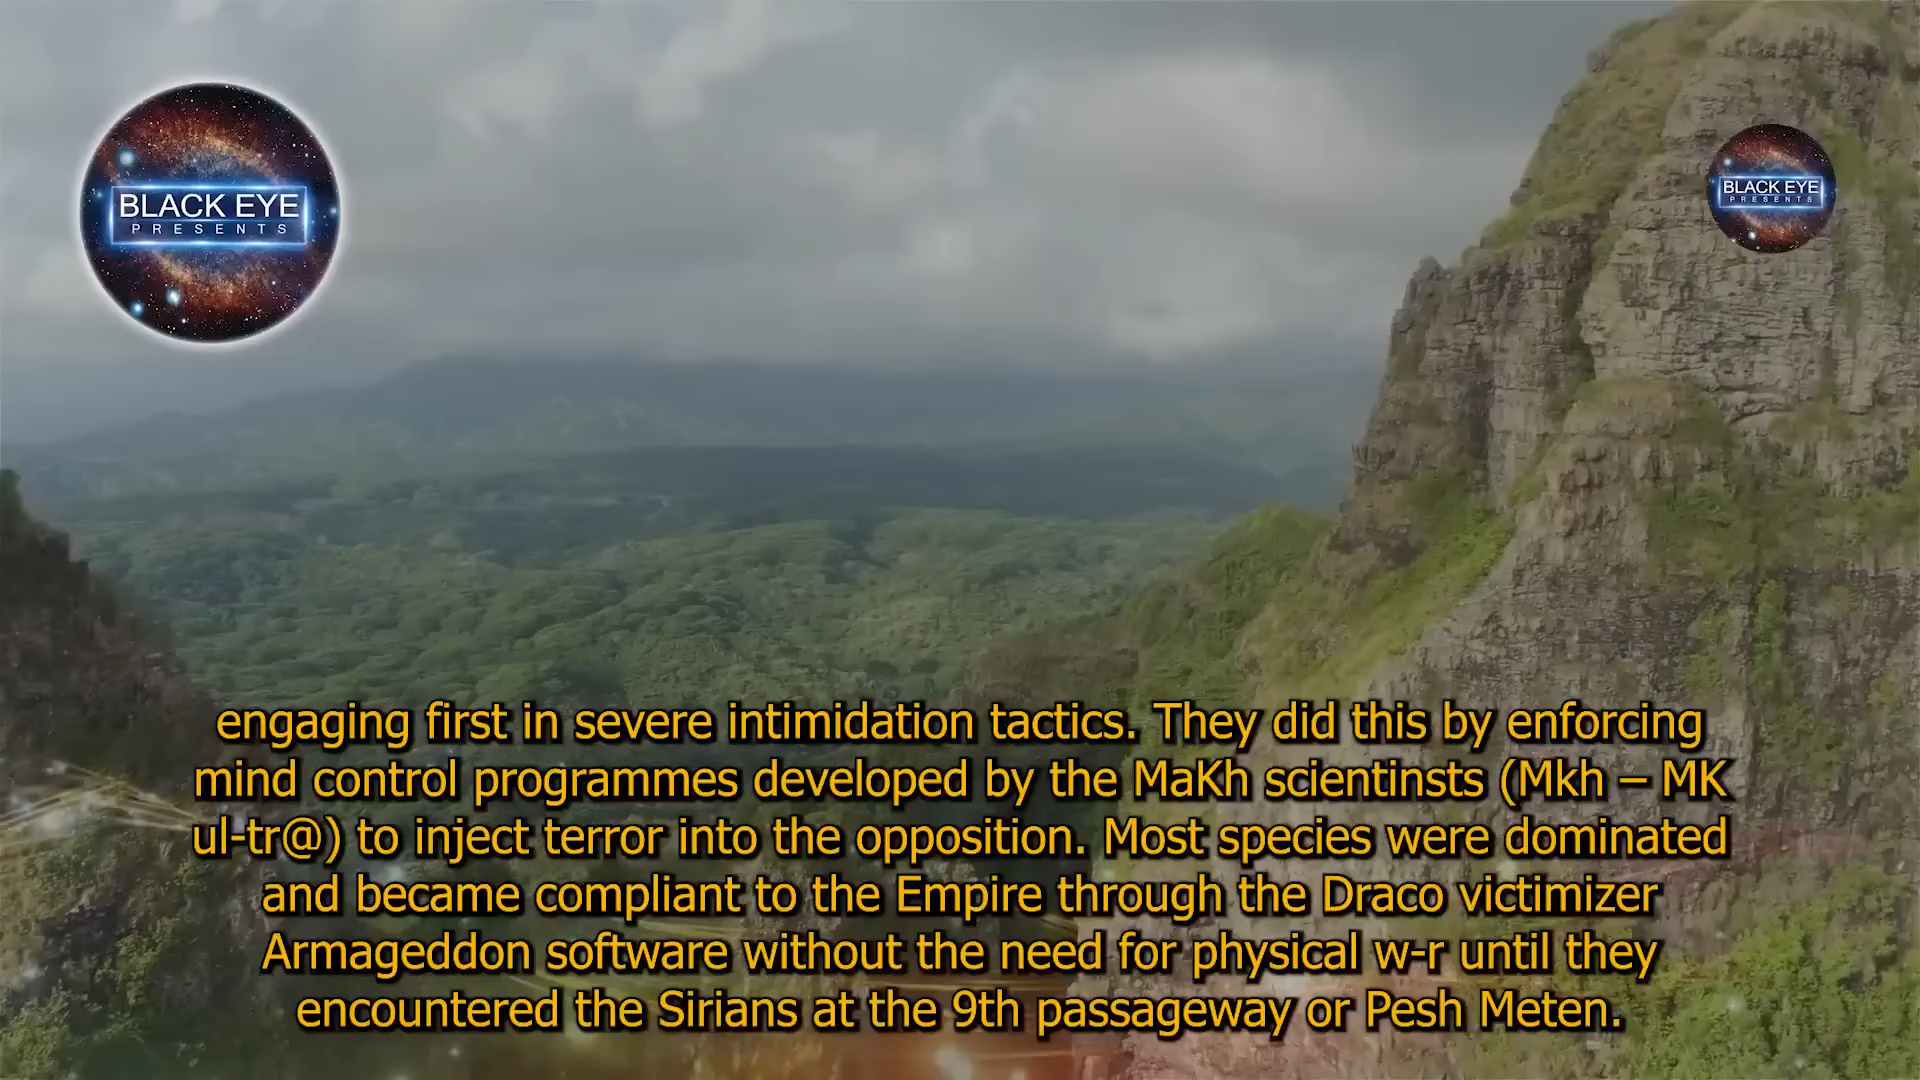 BLACK EYE
PRESENTS
BLACK EYE
PRESENTS
engaging first in severe intimidation tactics. They did this by enforcing
mind control programmes developed by the MaKh scientinsts (Mkh – MK
ul-tr@) to inject terror into the opposition. Most species were dominated
and became compliant to the Empire through the Draco victimizer
Armageddon software without the need for physical w-r until they
encountered the Sirians at the 9th passageway or Pesh Meten.